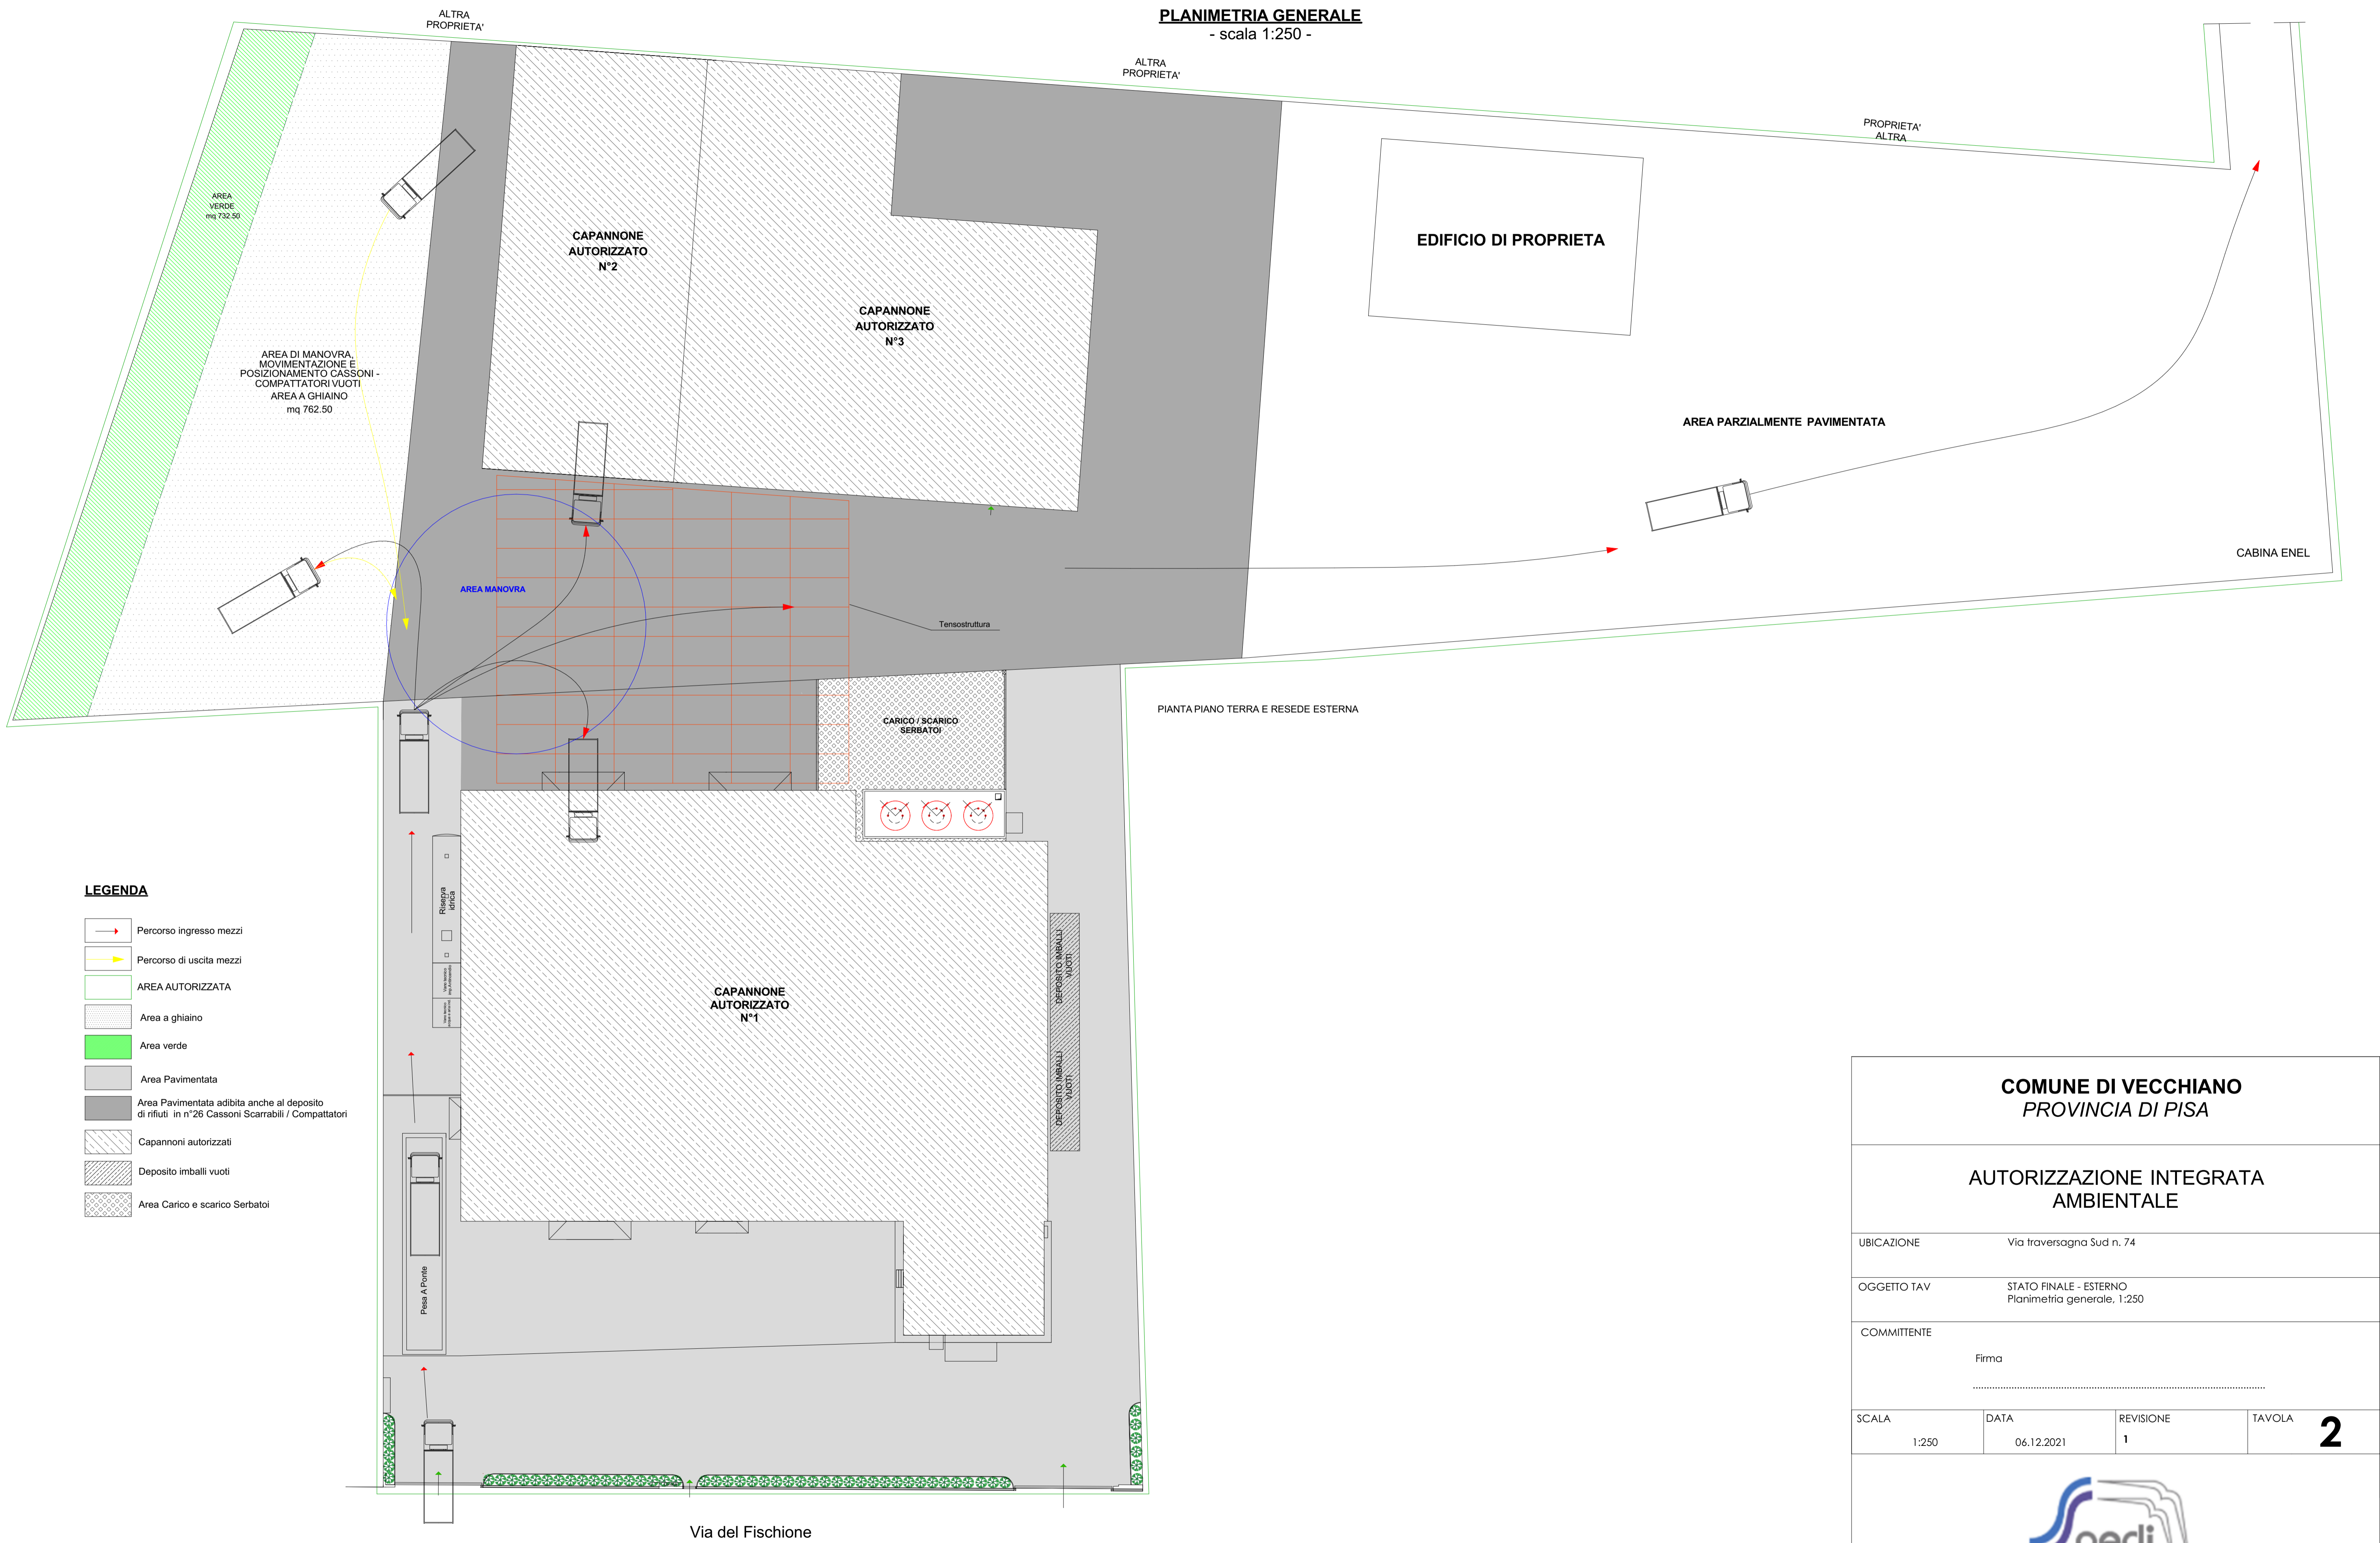 PLANIMETRIA GENERALE
- scala 1:250 -
ALTRA
PROPRIETA'
ALTRA
PROPRIETA'
PROPRIETA'
ALTRA
AREA
VERDE
mq 732.50
CAPANNONE
AUTORIZZATO
N°2
CAPANNONE
AUTORIZZATO
N°3
EDIFICIO DI PROPRIETA
AREA DI MANOVRA,
MOVIMENTAZIONE E
POSIZIONAMENTO CASSONI -
COMPATTATORI VUOTI
AREA A GHIAINO
mq 762.50
AREA PARZIALMENTE PAVIMENTATA
CABINA ENEL
AREA MANOVRA
Tensostruttura
CARICO / SCARICO
SERBATOI
PIANTA PIANO TERRA E RESEDE ESTERNA
Riserva
idrica
Vano tecnico
CAPANNONE
AUTORIZZATO
N°1
DEPOSITO IMBALLI
VUOTI
DEPOSITO IMBALLI
VUOTI
Pesa A Ponte
Via del Fischione
LEGENDA
Percorso ingresso mezzi
Percorso di uscita mezzi
AREA AUTORIZZATA
Area a ghiaino
Area verde
Area Pavimentata
Area Pavimentata adibita anche al deposito
di rifiuti in n°26 Cassoni Scarrabili / Compattatori
Capannoni autorizzati
Deposito imballi vuoti
Area Carico e scarico Serbatoi
COMUNE DI VECCHIANO
PROVINCIA DI PISA
AUTORIZZAZIONE INTEGRATA
AMBIENTALE
UBICAZIONE
Via traversagna Sud n. 74
OGGETTO TAV
STATO FINALE - ESTERNO
Planimetria generale, 1:250
COMMITTENTE
Firma
SCALA
1:250
DATA
06.12.2021
REVISIONE
1
TAVOLA
2